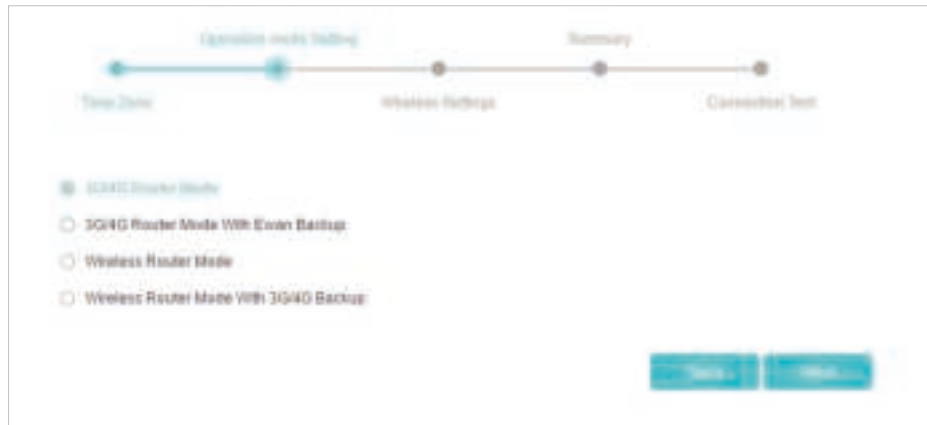 Operation mode Setting
Summary
Time Zone
Wireless Settings
Connection Test
3G/4G Router Mode
3G/4G Router Mode With Ewan Backup
Wireless Router Mode
Wireless Router Mode With 3G/4G Backup
Back
Next